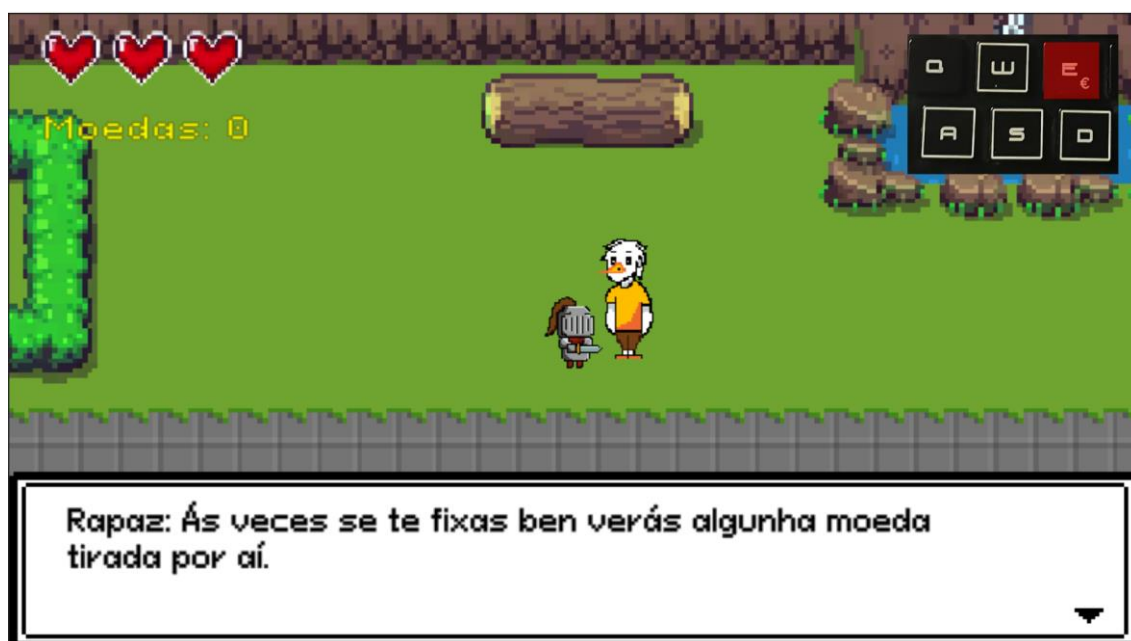 Moedas: 0
Q W E €
A S D
Rapaz: Ás veces se te fixas ben verás algunha moeda
tirada por aí.